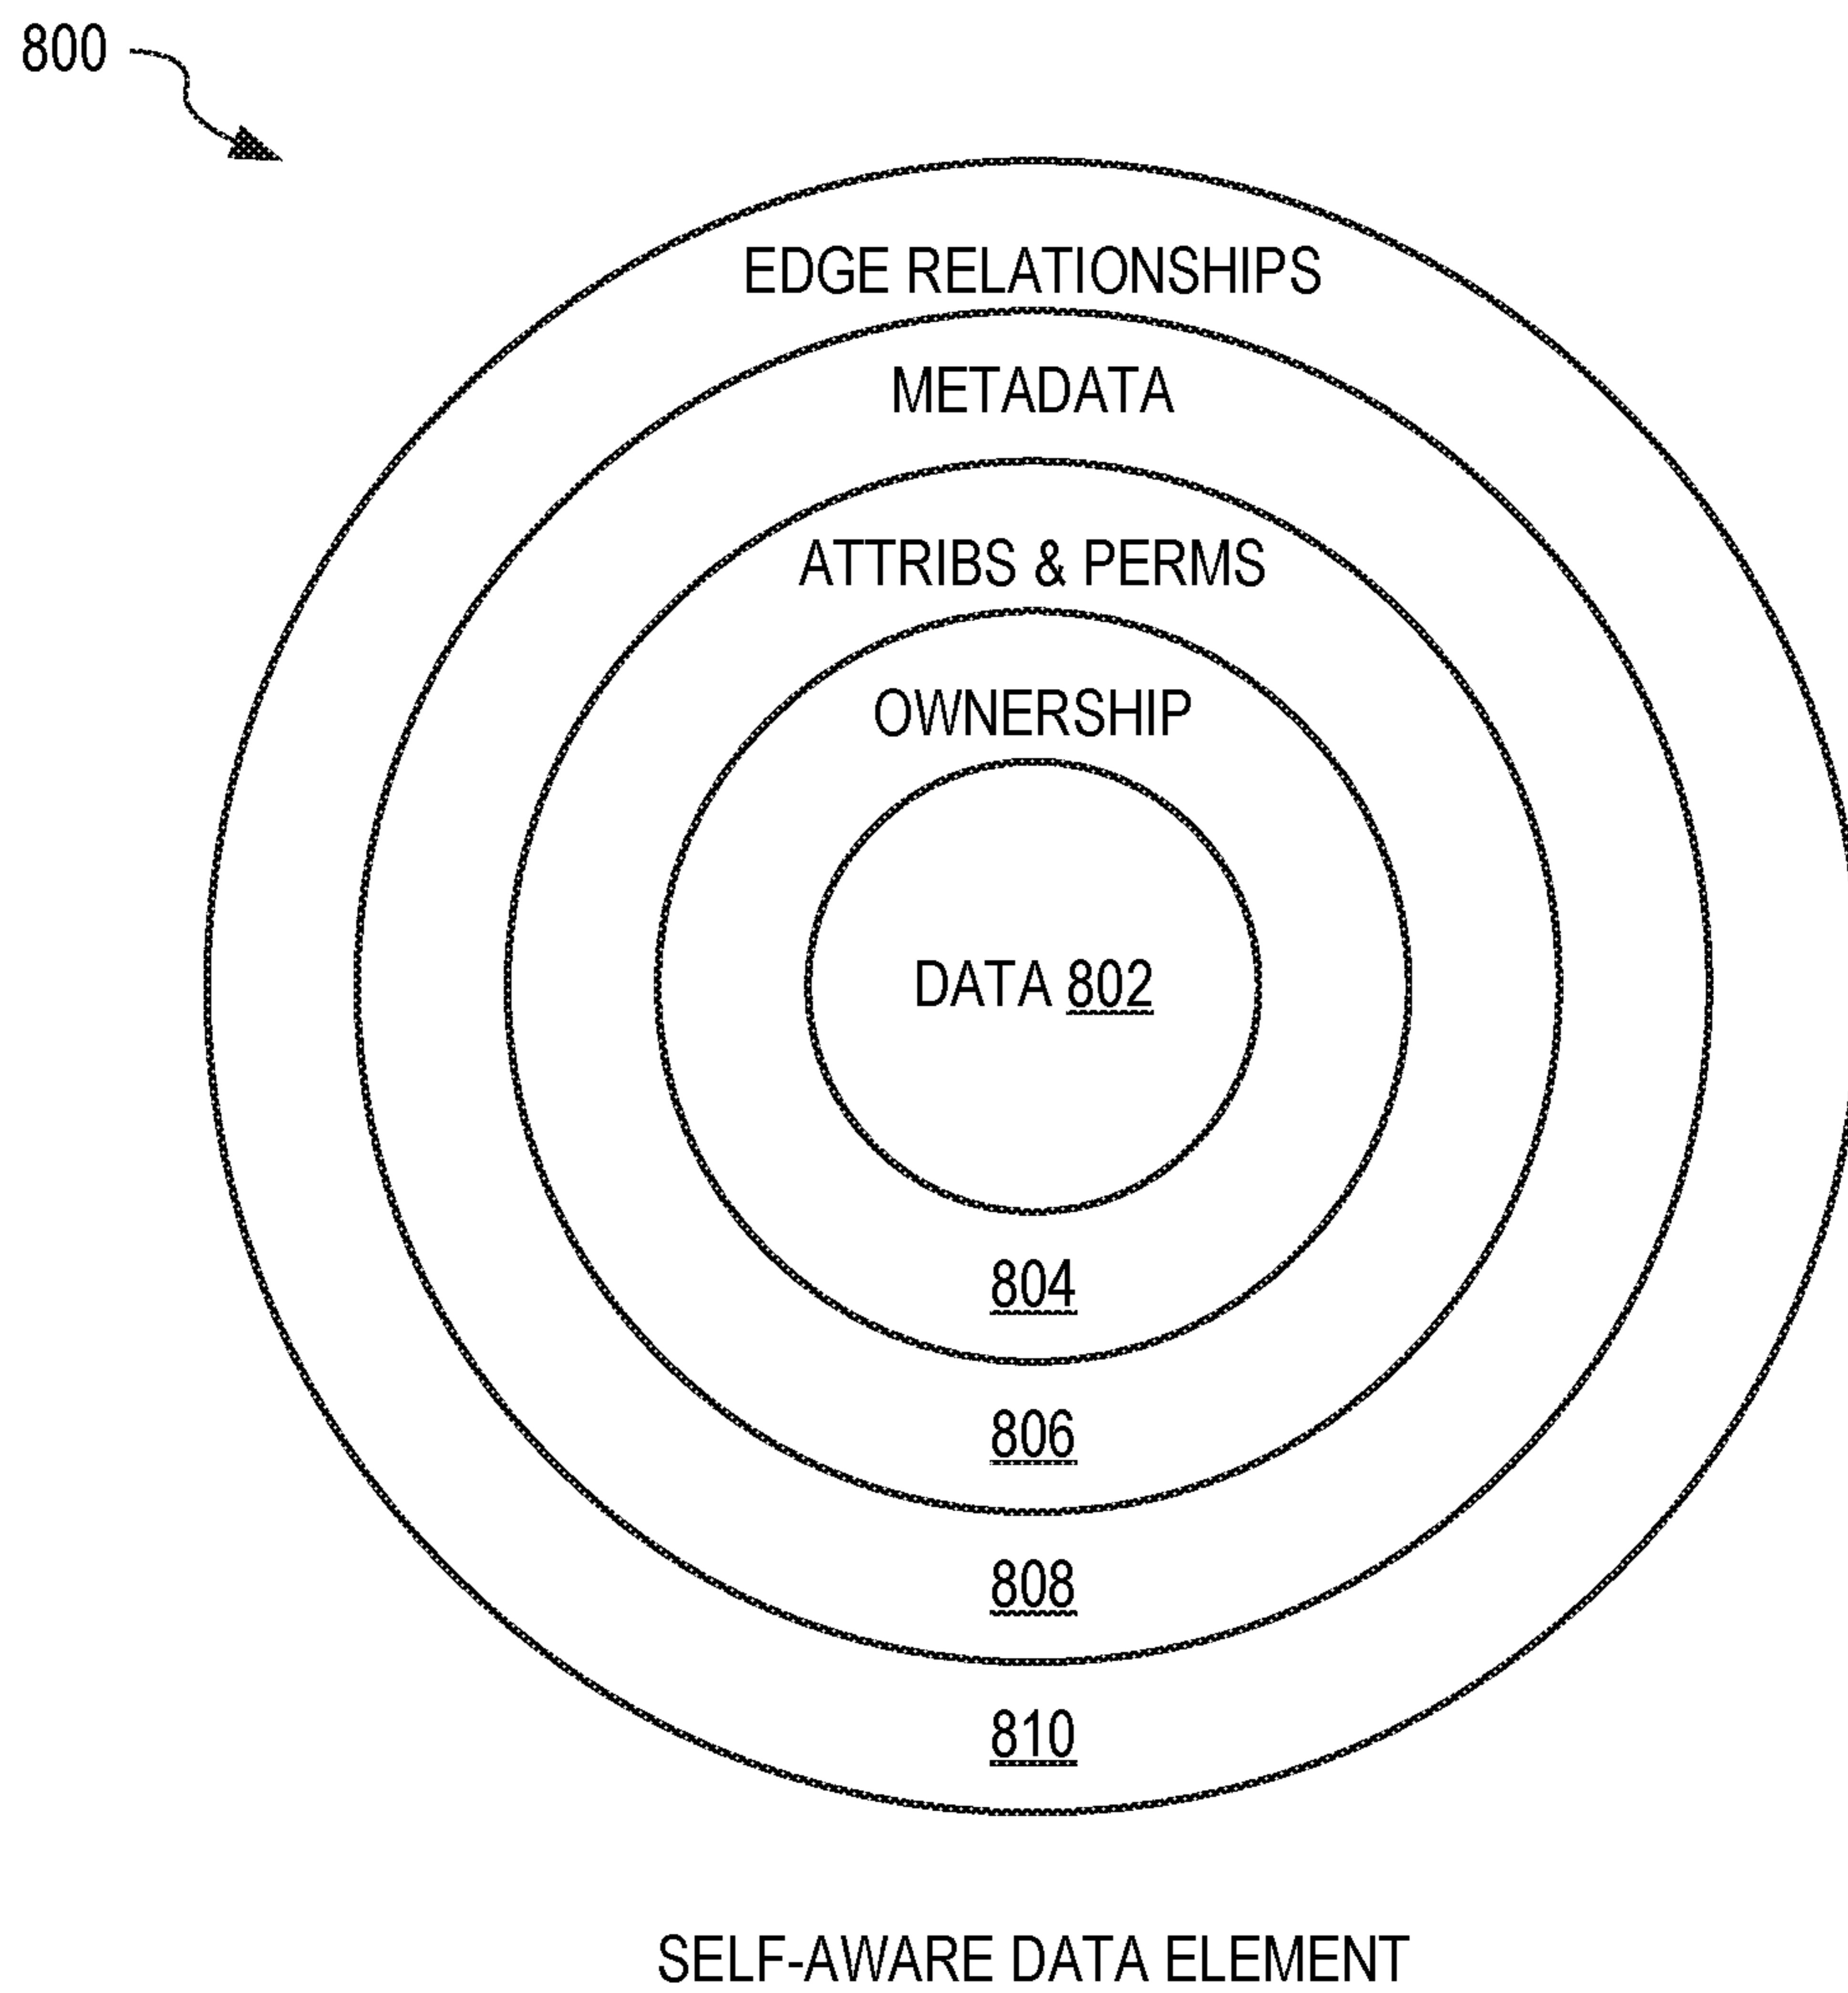 800
EDGE RELATIONSHIPS
METADATA
ATTRIBS & PERMS
OWNERSHIP
DATA 802
804
806
808
810
SELF-AWARE DATA ELEMENT